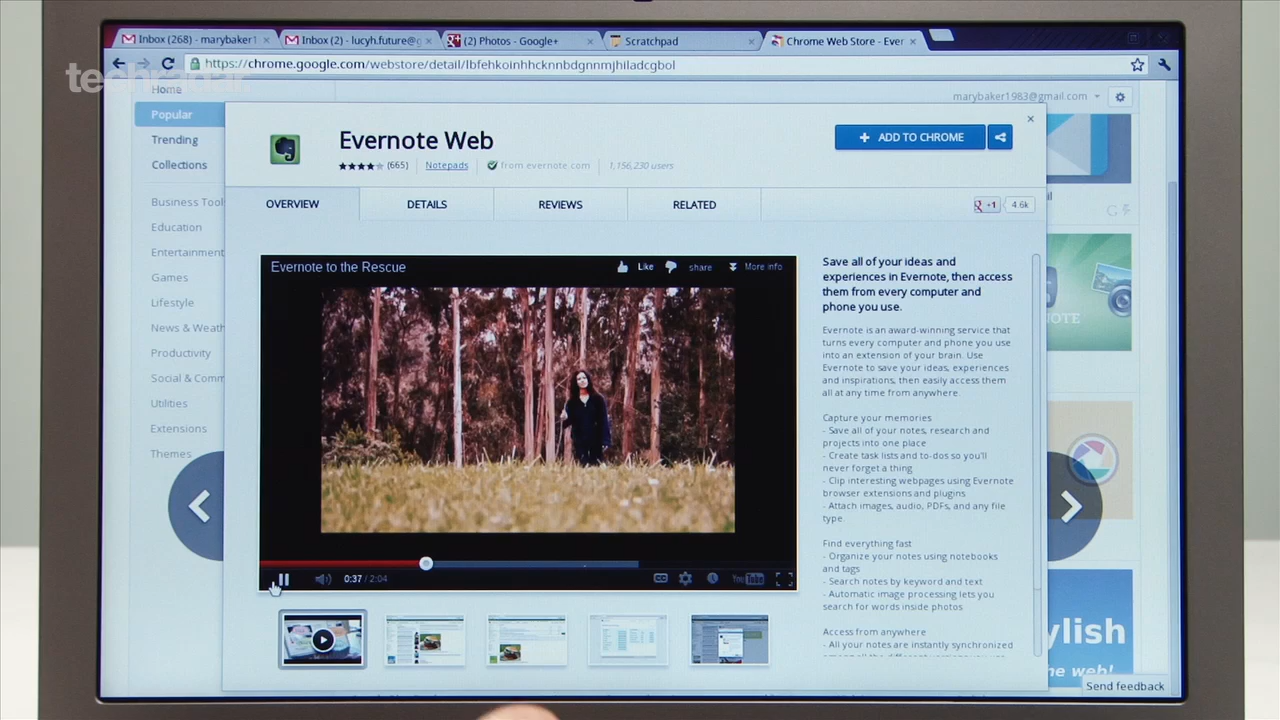 Inbox (268) - marybaker1
Inbox (2) - lucyh.future@g
(2) Photos - Google+
Scratchpad
Chrome Web Store - Ever
https://chrome.google.com/webstore/detail/lbfehkoinhhcknnbdgnnmjhiladcgbol
techradar.
Home
marybaker1983@gmail.com
Popular
Trending
Collections
Business Tool
Education
Entertainment
Games
Lifestyle
News & Weath
Productivity
Social & Comm
Utilities
Extensions
Themes
Evernote Web
(665)
Notepads
from evernote.com
1,156,230 users
ADD TO CHROME
OVERVIEW
DETAILS
REVIEWS
RELATED
+1
4.6k
Evernote to the Rescue
Like
share
More info
0:37 / 2:04
CC
YouTube
Save all of your ideas and
experiences in Evernote, then access
them from every computer and
phone you use.
Evernote is an award-winning service that
turns every computer and phone you use
into an extension of your brain. Use
Evernote to save your ideas, experiences
and inspirations, then easily access them
all at any time from anywhere.
Capture your memories
- Save all of your notes, research and
projects into one place
- Create task lists and to-dos so you'll
never forget a thing
- Clip interesting webpages using Evernote
browser extensions and plugins
- Attach images, audio, PDFs, and any file
type.
Find everything fast
- Organize your notes using notebooks
and tags
- Search notes by keyword and text
- Automatic image processing lets you
search for words inside photos
Access from anywhere
- All your notes are instantly synchronized
OTE
ylish
he web!
Send feedback